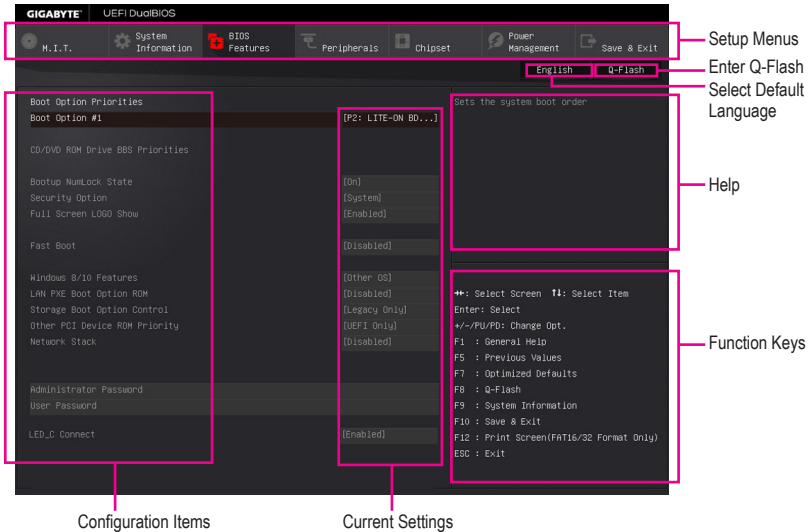 GIGABYTE™ UEFI DualBIOS
M.I.T.
System Information
BIOS Features
Peripherals
Chipset
Power Management
Save & Exit
Setup Menus
English Q-Flash
Enter Q-Flash
Select Default
Language
Boot Option Priorities
Boot Option #1 [P2: LITE-ON BD...]
CD/DVD ROM Drive BBS Priorities
Bootup NumLock State [On]
Security Option [System]
Full Screen LOGO Show [Enabled]
Fast Boot [Disabled]
Windows 8/10 Features [Other OS]
LAN PXE Boot Option ROM [Disabled]
Storage Boot Option Control [Legacy Only]
Other PCI Device ROM Priority [UEFI Only]
Network Stack [Disabled]
Administrator Password
User Password
LED_C Connect [Enabled]
Sets the system boot order
Help
→←: Select Screen ↑↓: Select Item
Enter: Select
+/-/PU/PD: Change Opt.
F1 : General Help
F5 : Previous Values
F7 : Optimized Defaults
F8 : Q-Flash
F9 : System Information
F10 : Save & Exit
F12 : Print Screen(FAT16/32 Format Only)
ESC : Exit
Function Keys
Configuration Items
Current Settings